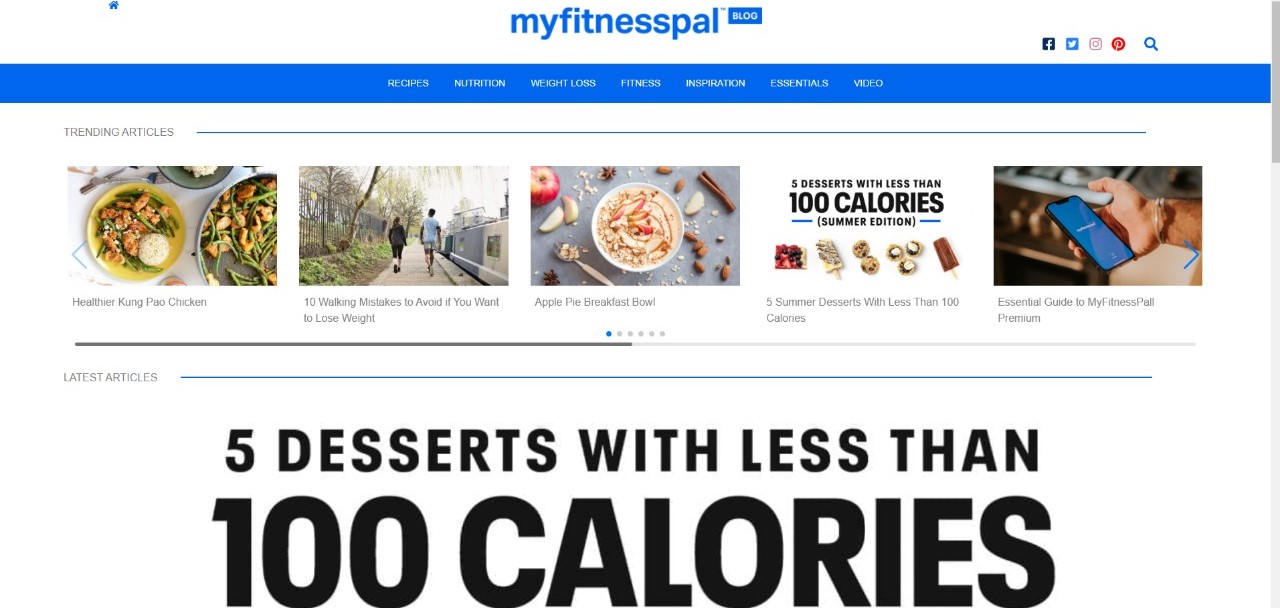 myfitnesspal™ BLOG
RECIPES NUTRITION WEIGHT LOSS FITNESS INSPIRATION ESSENTIALS VIDEO
TRENDING ARTICLES
5 DESSERTS WITH LESS THAN
100 CALORIES
(SUMMER EDITION)
Healthier Kung Pao Chicken
10 Walking Mistakes to Avoid if You Want
to Lose Weight
Apple Pie Breakfast Bowl
5 Summer Desserts With Less Than 100
Calories
Essential Guide to MyFitnessPall
Premium
LATEST ARTICLES
5 DESSERTS WITH LESS THAN
100 CALORIES